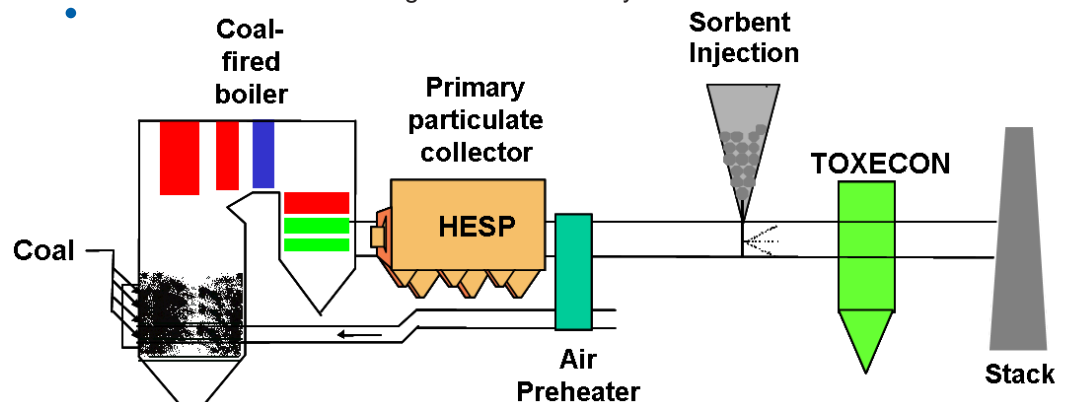 Coal-
fired
boiler
Primary
particulate
collector
Sorbent
Injection
TOXECON
HESP
Coal
Air
Preheater
Stack